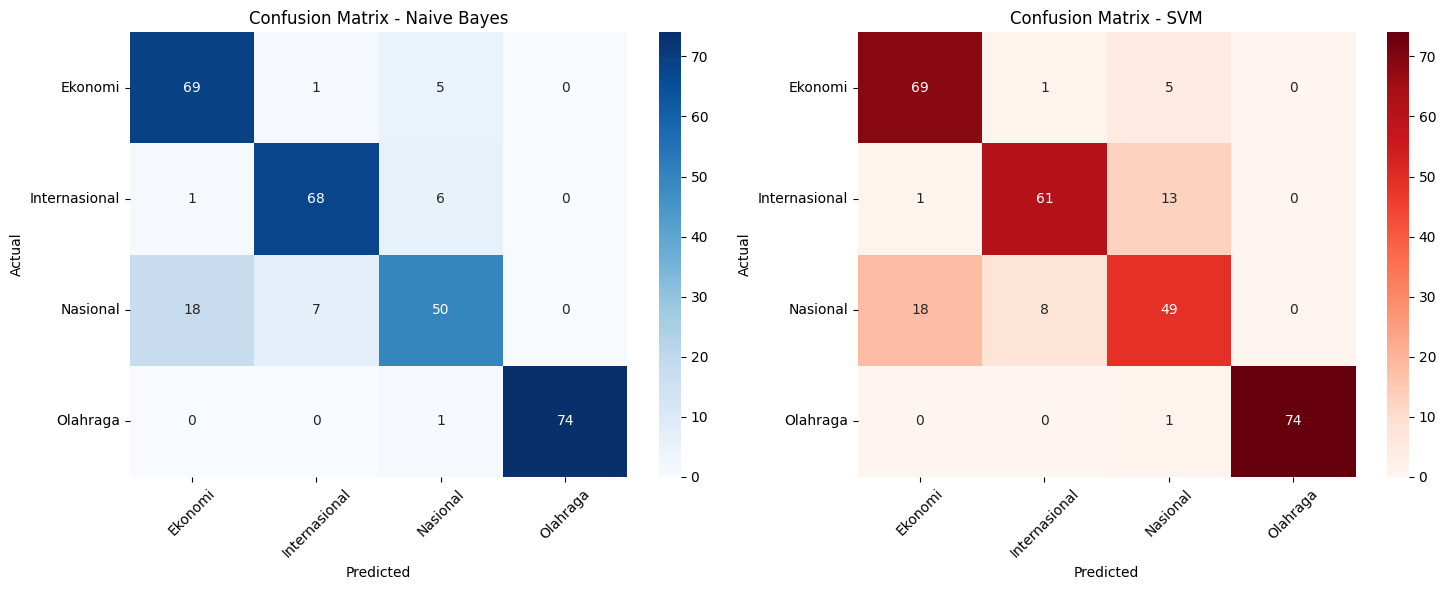 Confusion Matrix - Naive Bayes
Actual
Ekonomi 69 1 5 0
Internasional 1 68 6 0
Nasional 18 7 50 0
Olahraga 0 0 1 74
Ekonomi Internasional Nasional Olahraga
Predicted
70
60
50
40
30
20
10
0
Confusion Matrix - SVM
Actual
Ekonomi 69 1 5 0
Internasional 1 61 13 0
Nasional 18 8 49 0
Olahraga 0 0 1 74
Ekonomi Internasional Nasional Olahraga
Predicted
70
60
50
40
30
20
10
0